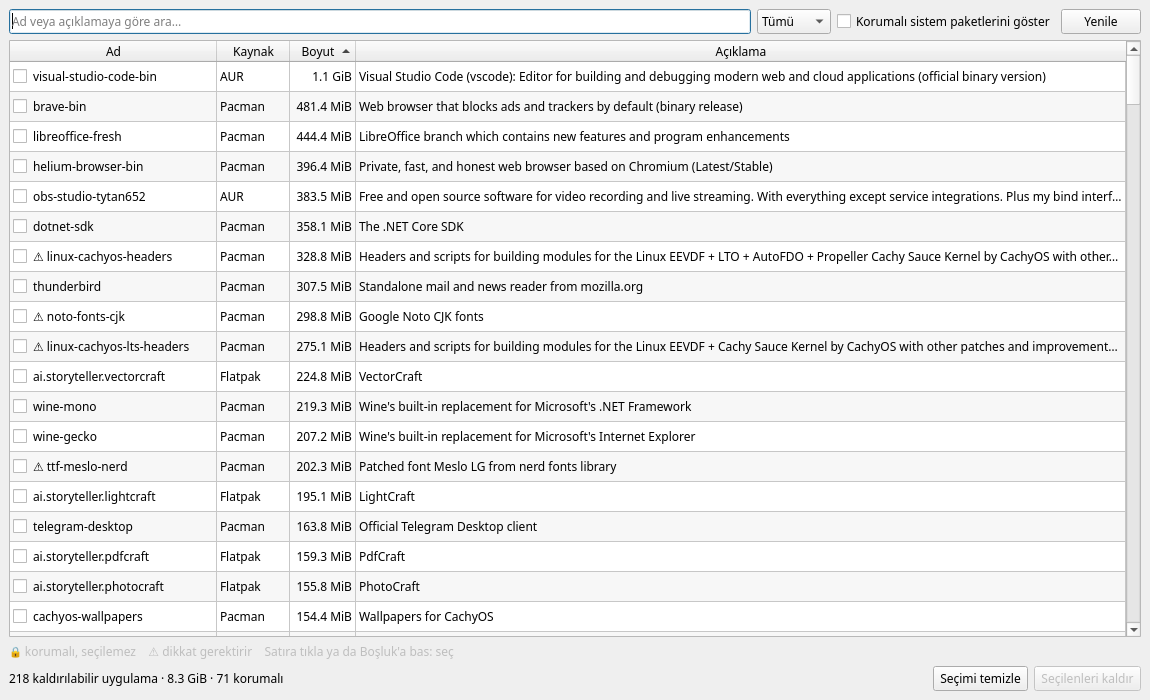 Ad veya açıklamaya göre ara... Tümü Korumalı sistem paketlerini göster Yenile
Ad Kaynak Boyut Açıklama
visual-studio-code-bin AUR 1.1 GiB Visual Studio Code (vscode): Editor for building and debugging modern web and cloud applications (official binary version)
brave-bin Pacman 481.4 MiB Web browser that blocks ads and trackers by default (binary release)
libreoffice-fresh Pacman 444.4 MiB LibreOffice branch which contains new features and program enhancements
helium-browser-bin Pacman 396.4 MiB Private, fast, and honest web browser based on Chromium (Latest/Stable)
obs-studio-tytan652 AUR 383.5 MiB Free and open source software for video recording and live streaming. With everything except service integrations. Plus my bind interf...
dotnet-sdk Pacman 358.1 MiB The .NET Core SDK
⚠ linux-cachyos-headers Pacman 328.8 MiB Headers and scripts for building modules for the Linux EEVDF + LTO + AutoFDO + Propeller Cachy Sauce Kernel by CachyOS with other...
thunderbird Pacman 307.5 MiB Standalone mail and news reader from mozilla.org
⚠ noto-fonts-cjk Pacman 298.8 MiB Google Noto CJK fonts
⚠ linux-cachyos-lts-headers Pacman 275.1 MiB Headers and scripts for building modules for the Linux EEVDF + Cachy Sauce Kernel by CachyOS with other patches and improvement...
ai.storyteller.vectorcraft Flatpak 224.8 MiB VectorCraft
wine-mono Pacman 219.3 MiB Wine's built-in replacement for Microsoft's .NET Framework
wine-gecko Pacman 207.2 MiB Wine's built-in replacement for Microsoft's Internet Explorer
⚠ ttf-meslo-nerd Pacman 202.3 MiB Patched font Meslo LG from nerd fonts library
ai.storyteller.lightcraft Flatpak 195.1 MiB LightCraft
telegram-desktop Pacman 163.8 MiB Official Telegram Desktop client
ai.storyteller.pdfcraft Flatpak 159.3 MiB PdfCraft
ai.storyteller.photocraft Flatpak 155.8 MiB PhotoCraft
cachyos-wallpapers Pacman 154.4 MiB Wallpapers for CachyOS
🔒 korumalı, seçilemez ⚠ dikkat gerektirir Satıra tıkla ya da Boşluk'a bas: seç
218 kaldırılabilir uygulama · 8.3 GiB · 71 korumalı Seçimi temizle Seçilenleri kaldır